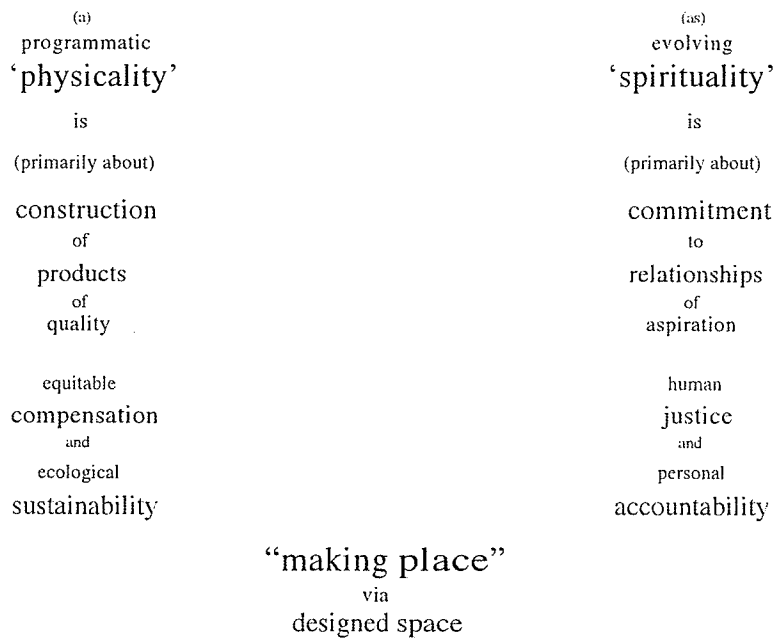 (a)
programmatic
‘physicality’
is
(primarily about)
construction
of
products
of
quality
equitable
compensation
and
ecological
sustainability
(as)
evolving
‘spirituality’
is
(primarily about)
commitment
to
relationships
of
aspiration
human
justice
and
personal
accountability
“making place”
via
designed space